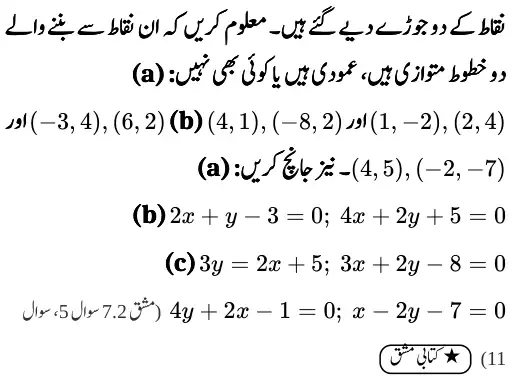 نقاط کے دو جوڑے دیے گئے ہیں۔ معلوم کریں کہ ان نقاط سے بننے والے
دو خطوط متوازی ہیں، عمودی ہیں یا کوئی بھی نہیں: (a)
(1, −2), (2, 4) اور (4, 1), (−8, 2) (b) (−3, 4), (6, 2) اور
(4, 5), (−2, −7)۔ نیز جانچ کریں: (a)
2x + y − 3 = 0; 4x + 2y + 5 = 0 (b)
3y = 2x + 5; 3x + 2y − 8 = 0 (c)
4y + 2x − 1 = 0; x − 2y − 7 = 0 (مشق 7.2 سوال 5، سوال
11) ★ کتابی مشق